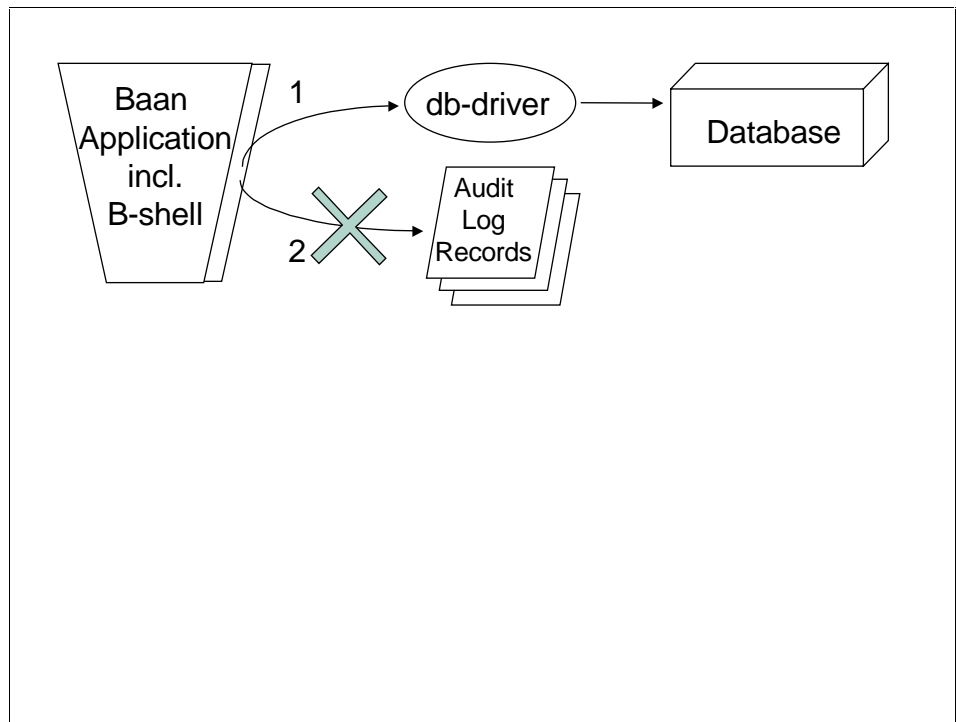 Baan
Application
incl.
B-shell
1
db-driver
Database
2
Audit
Log
Records